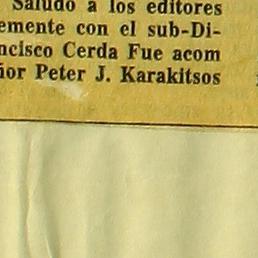 Saludo a los editores
emente con el sub-Di-
ncisco Cerda Fue acom
ñor Peter J. Karakitsos